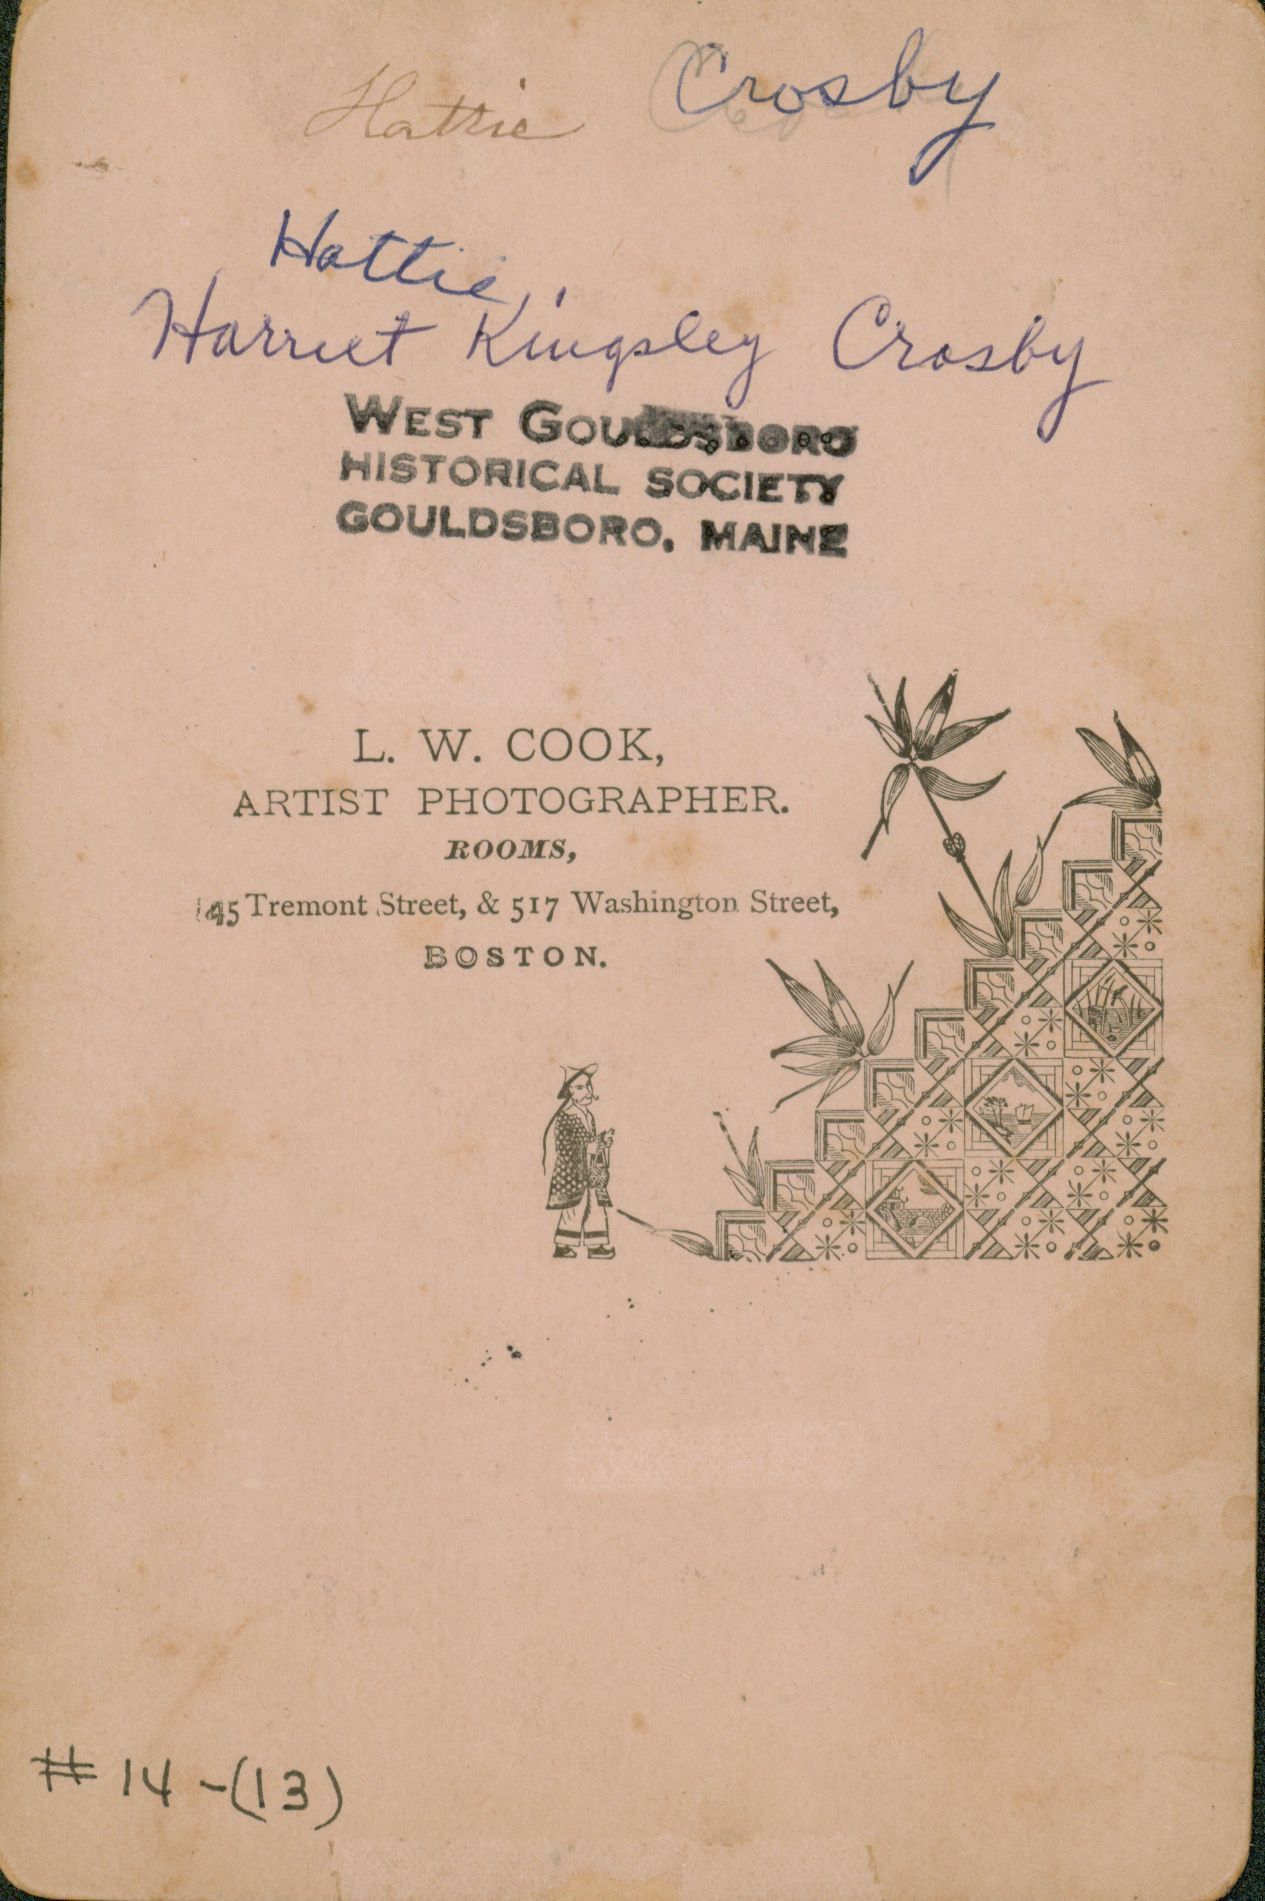 Hattie Crosby
Hattie
Harriet Kingsley Crosby
WEST GOULDSBORO
HISTORICAL SOCIETY
GOULDSBORO, MAINE
L. W. COOK,
ARTIST PHOTOGRAPHER.
ROOMS,
145 Tremont Street, & 517 Washington Street,
BOSTON.
# 14 - (13)